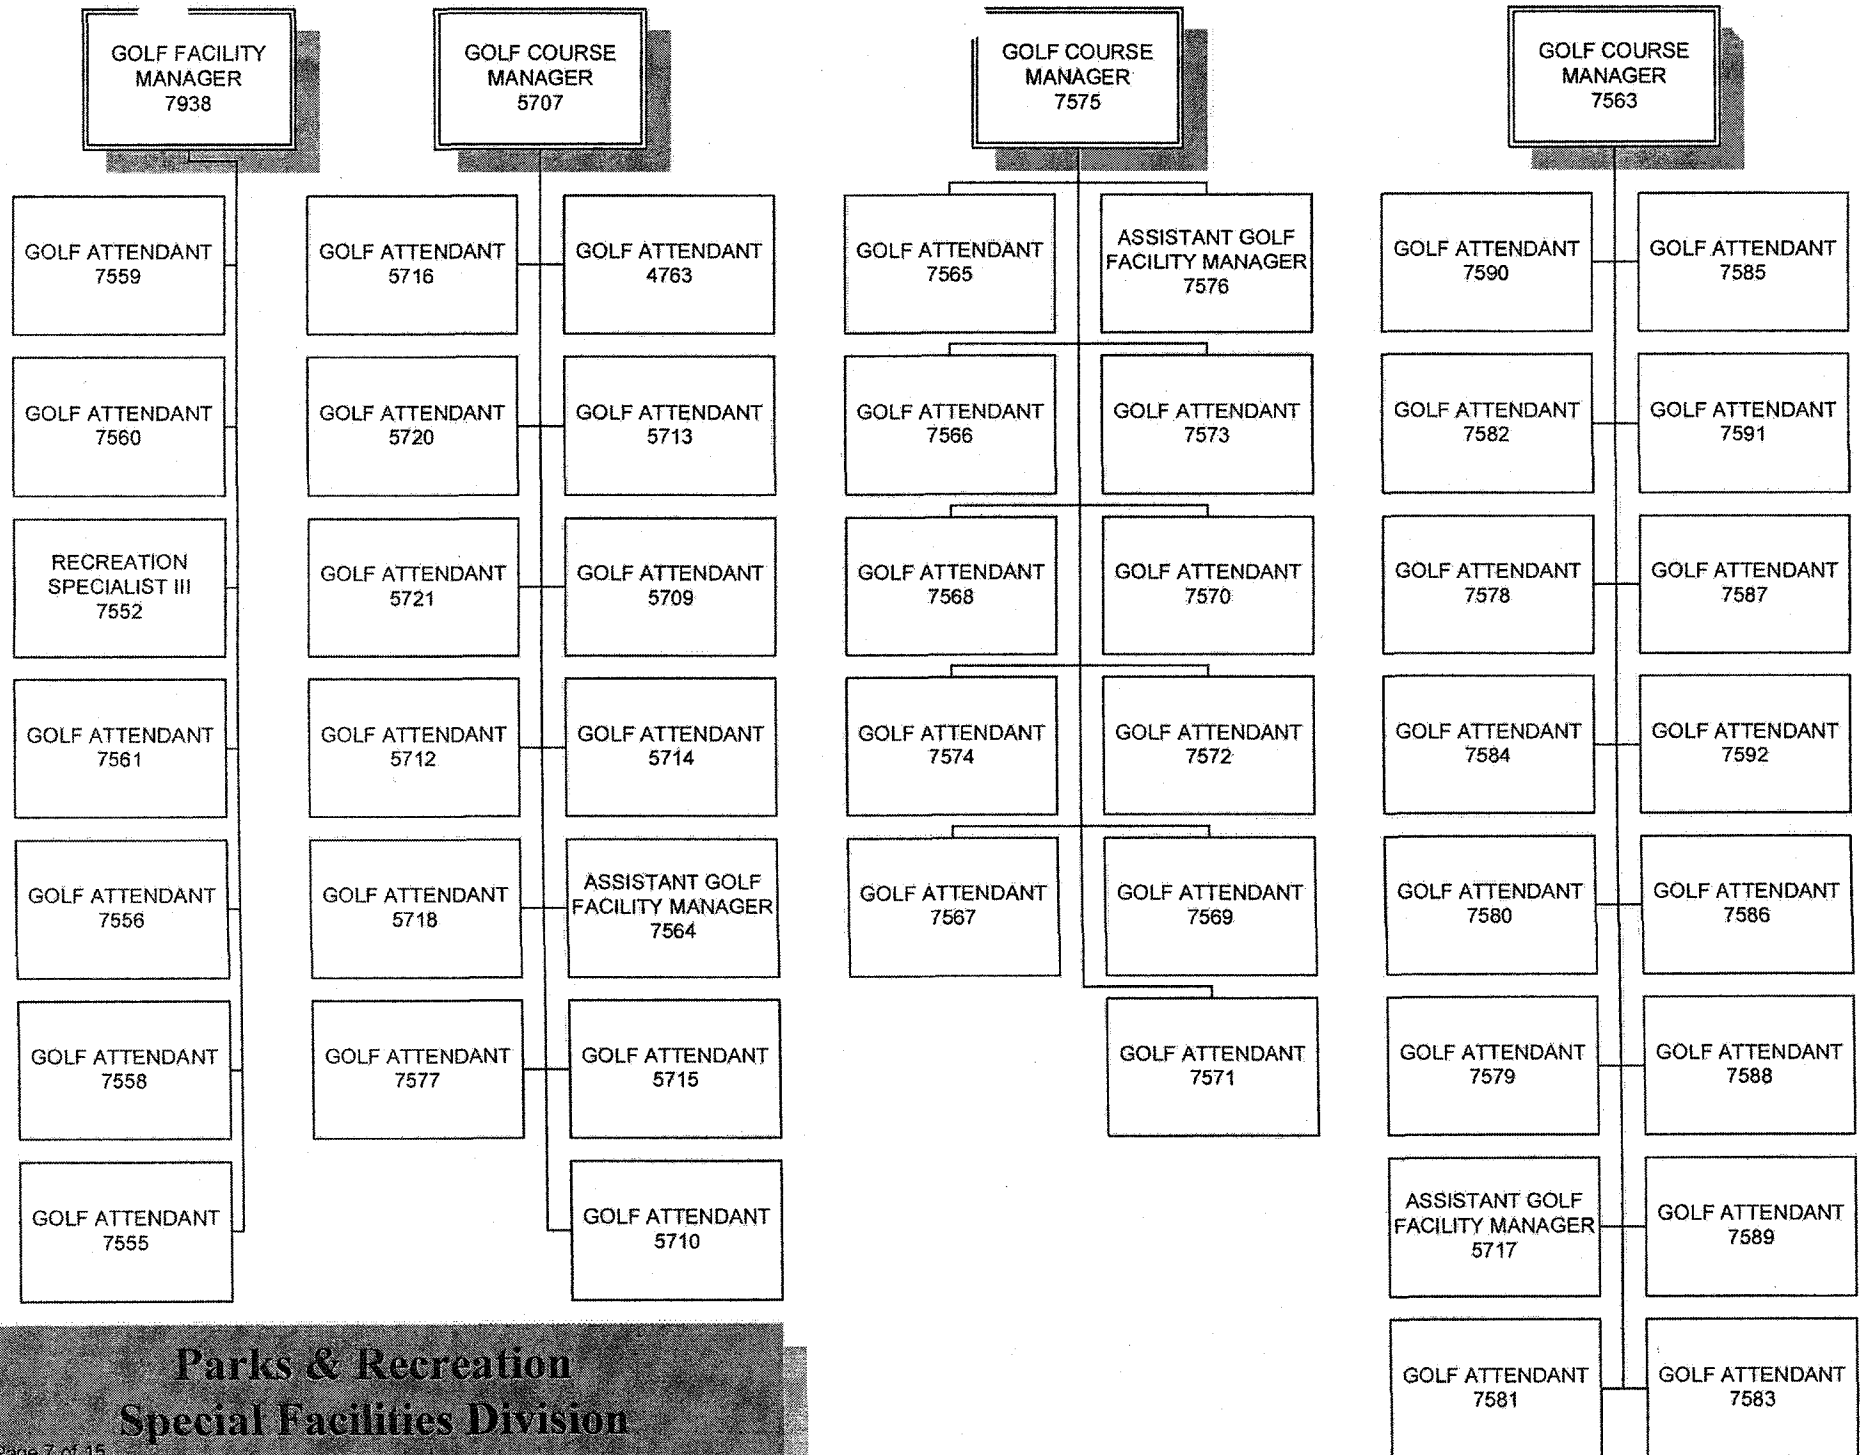 GOLF FACILITY
MANAGER
7938
GOLF COURSE
MANAGER
5707
GOLF COURSE
MANAGER
7575
GOLF COURSE
MANAGER
7563
GOLF ATTENDANT
7559
GOLF ATTENDANT
5716
GOLF ATTENDANT
4763
GOLF ATTENDANT
7565
ASSISTANT GOLF
FACILITY MANAGER
7576
GOLF ATTENDANT
7590
GOLF ATTENDANT
7585
GOLF ATTENDANT
7560
GOLF ATTENDANT
5720
GOLF ATTENDANT
5713
GOLF ATTENDANT
7566
GOLF ATTENDANT
7573
GOLF ATTENDANT
7582
GOLF ATTENDANT
7591
RECREATION
SPECIALIST III
7552
GOLF ATTENDANT
5721
GOLF ATTENDANT
5709
GOLF ATTENDANT
7568
GOLF ATTENDANT
7570
GOLF ATTENDANT
7578
GOLF ATTENDANT
7587
GOLF ATTENDANT
7561
GOLF ATTENDANT
5712
GOLF ATTENDANT
5714
GOLF ATTENDANT
7574
GOLF ATTENDANT
7572
GOLF ATTENDANT
7584
GOLF ATTENDANT
7592
GOLF ATTENDANT
7556
GOLF ATTENDANT
5718
ASSISTANT GOLF
FACILITY MANAGER
7564
GOLF ATTENDANT
7567
GOLF ATTENDANT
7569
GOLF ATTENDANT
7580
GOLF ATTENDANT
7586
GOLF ATTENDANT
7558
GOLF ATTENDANT
7577
GOLF ATTENDANT
5715
GOLF ATTENDANT
7571
GOLF ATTENDANT
7579
GOLF ATTENDANT
7588
GOLF ATTENDANT
7555
GOLF ATTENDANT
5710
ASSISTANT GOLF
FACILITY MANAGER
5717
GOLF ATTENDANT
7589
GOLF ATTENDANT
7581
GOLF ATTENDANT
7583
Parks & Recreation
Special Facilities Division
Page 7 of 15